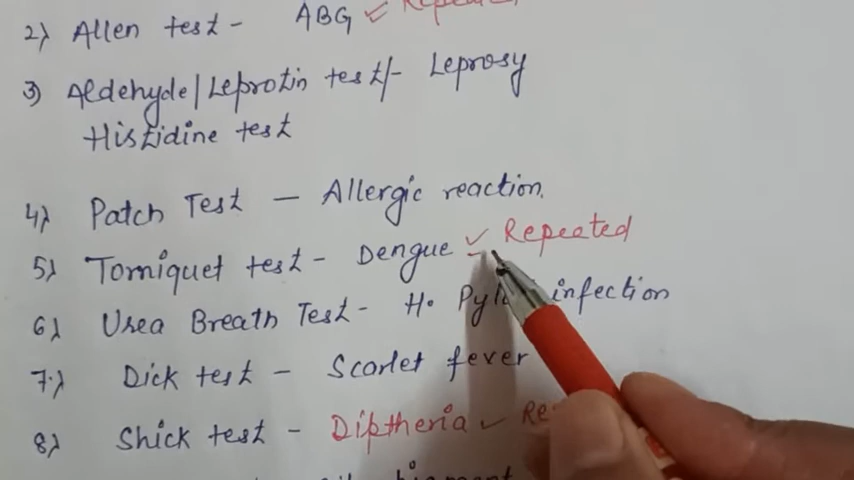 2) Allen test - ABG ✓ Repeated
3) Aldehyde/Leprotin test/- Leprosy
Histidine test
4) Patch Test - Allergic reaction.
5) Torniquet test - Dengue ✓ Repeated
6) Urea Breath Test - H. infection
7) Dick test - Scarlet fever
8) Shick test - Diptheria ✓